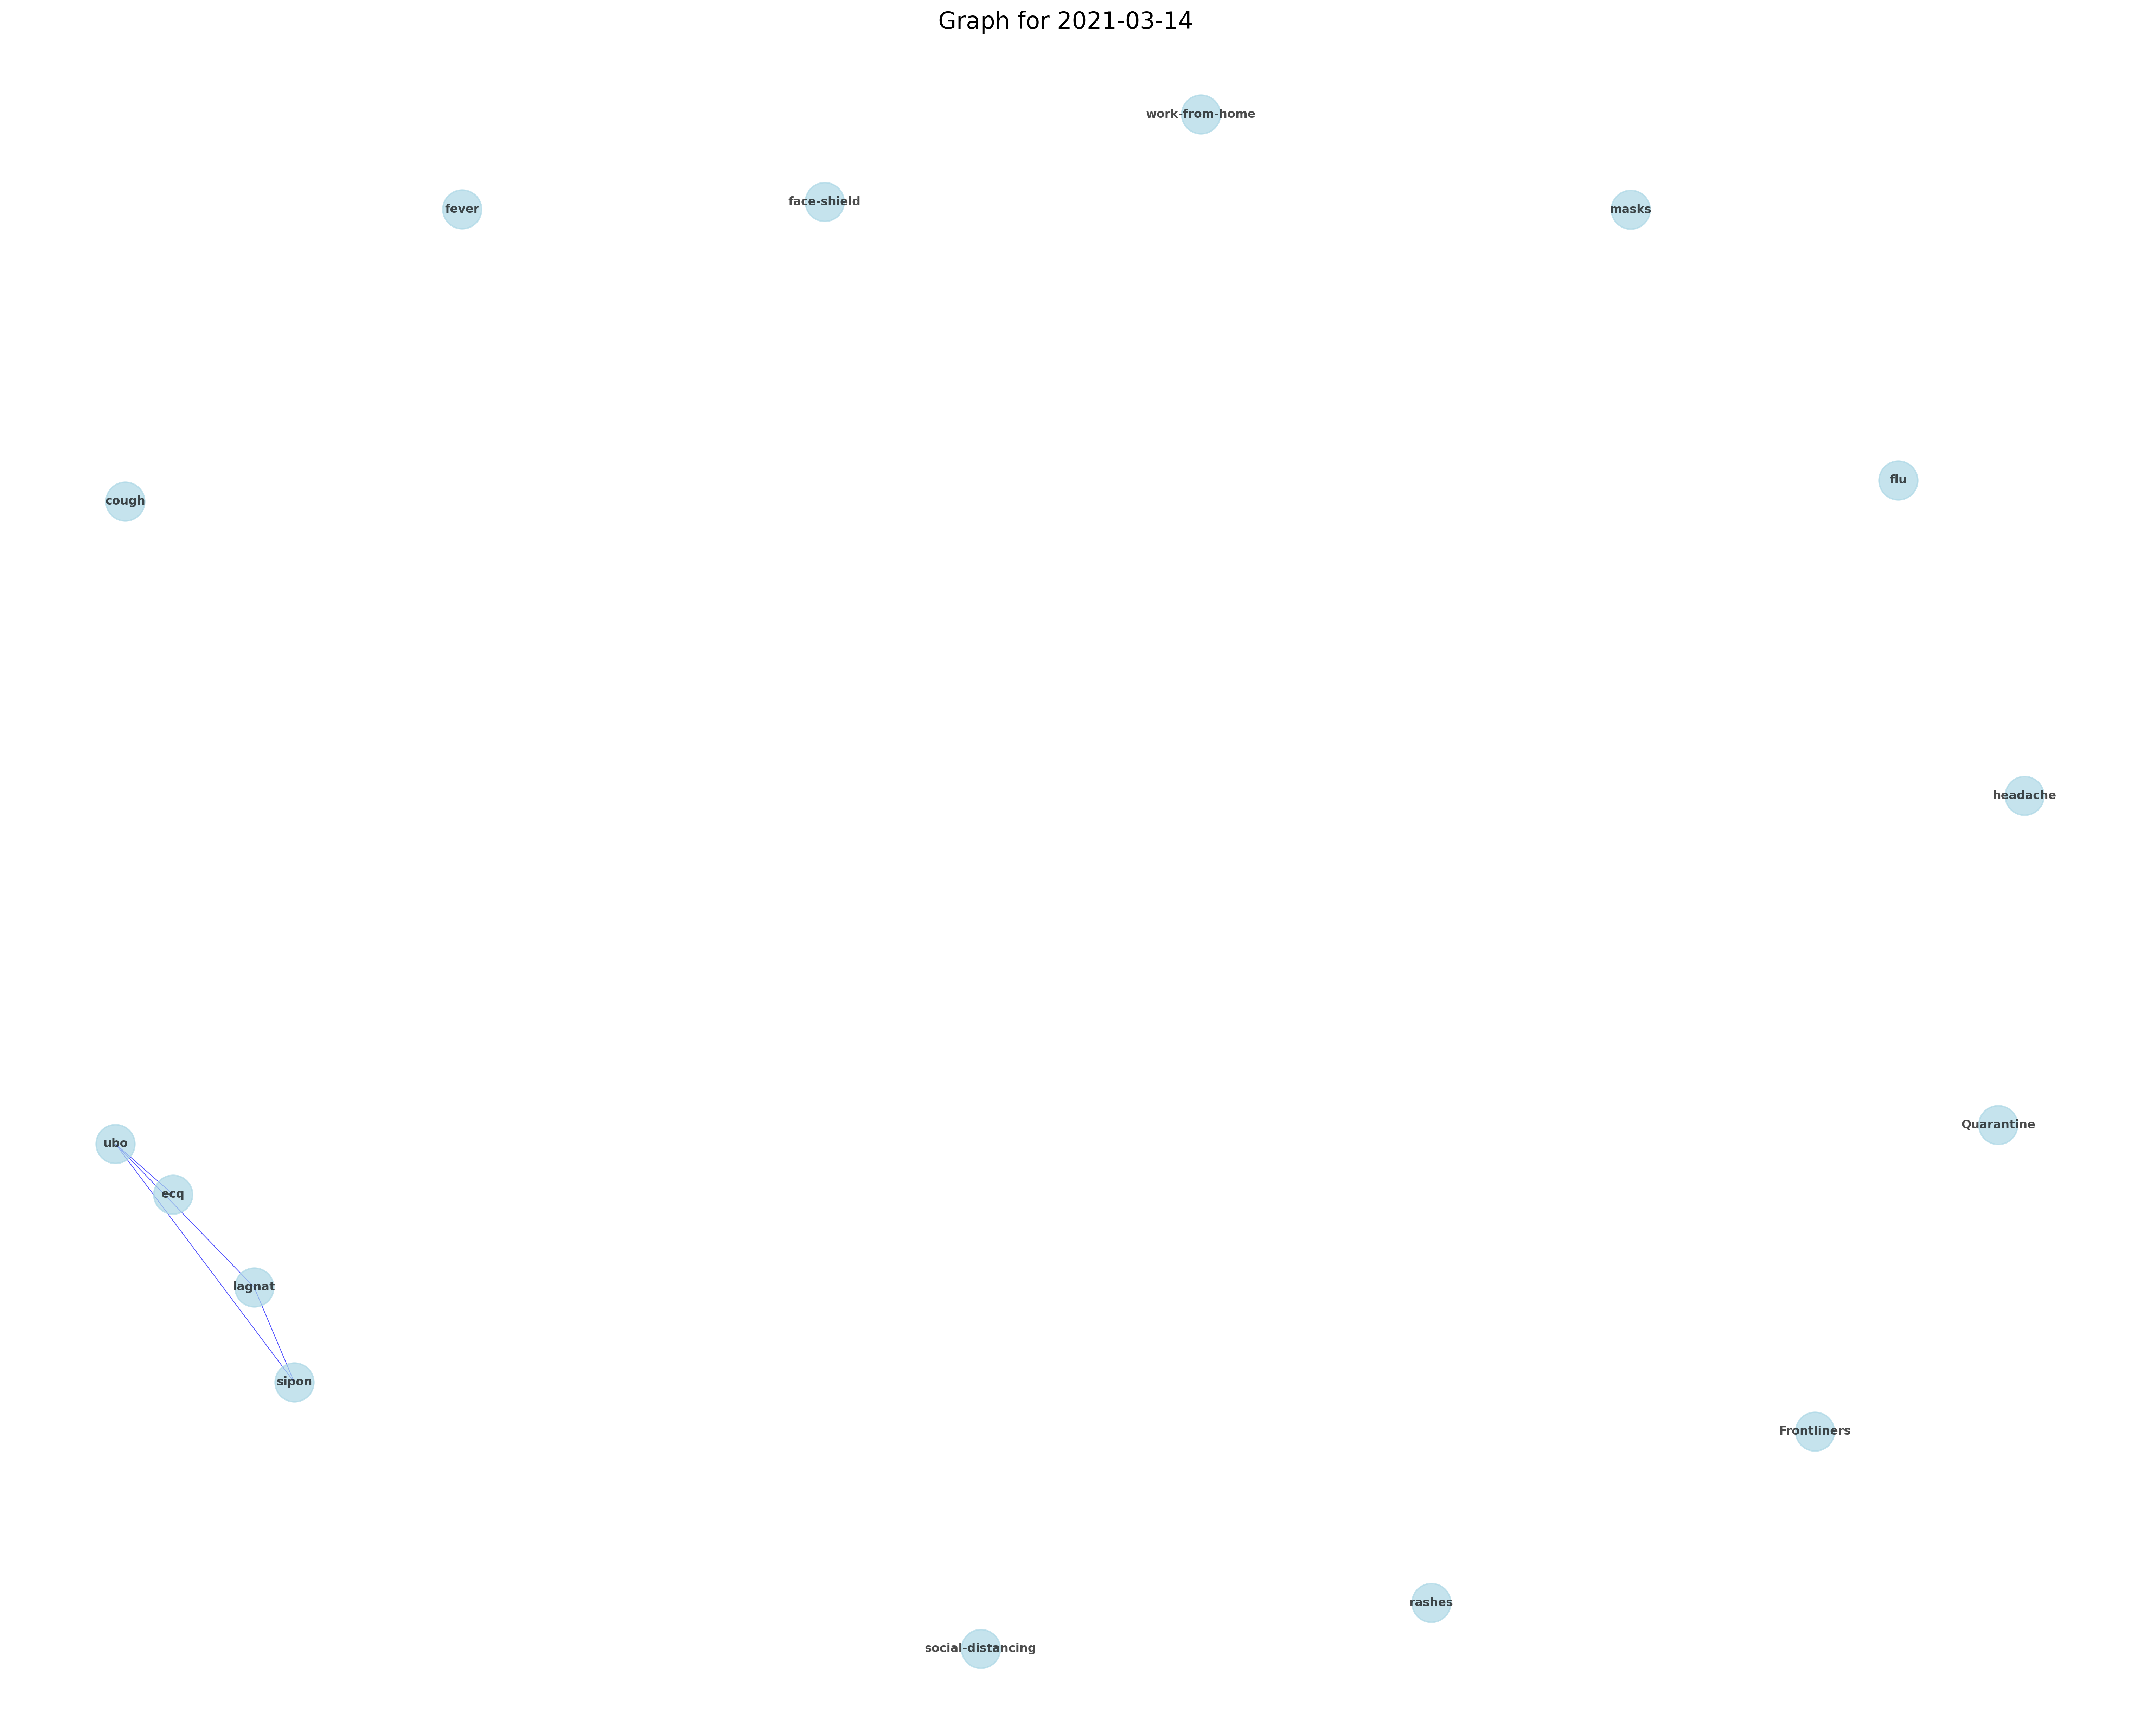 Graph for 2021-03-14
work-from-home
face-shield
fever
masks
flu
cough
headache
Quarantine
ubo
ecq
lagnat
sipon
Frontliners
rashes
social-distancing